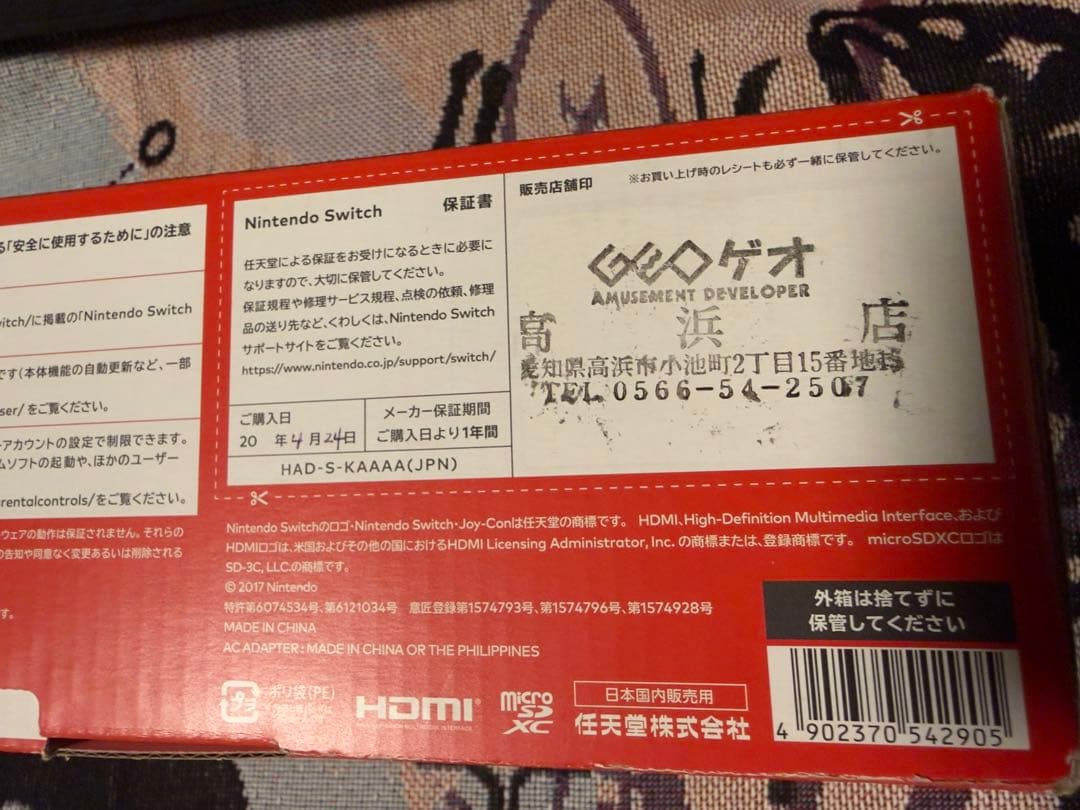 る「安全に使用するために」の注意
witch/に掲載の「Nintendo Switch
です(本体機能の自動更新など、一部
ser/をご覧ください。
アカウントの設定で制限できます。
ムソフトの起動や、ほかのユーザー
rentalcontrols/をご覧ください。
ウェアの動作は保証されません。それらの
の告知や同意なく変更あるいは削除される
す。
Nintendo Switch 保証書
任天堂による保証をお受けになるときに必要に
なりますので、大切に保管してください。
保証規程や修理サービス規程、点検の依頼、修理
品の送り先など、くわしくは、Nintendo Switch
サポートサイトをご覧ください。
https://www.nintendo.co.jp/support/switch/
ご購入日
20 年4月24日
メーカー保証期間
ご購入日より1年間
HAD-S-KAAAA(JPN)
販売店舗印 ※お買い上げ時のレシートも必ず一緒に保管してください。
GEOゲオ
AMUSEMENT DEVELOPER
高浜店
愛知県高浜市小池町2丁目15番地
TEL 0566-54-2507
Nintendo Switchのロゴ・Nintendo Switch・Joy-Conは任天堂の商標です。 HDMI、High-Definition Multimedia Interface、および
HDMIロゴは、米国およびその他の国におけるHDMI Licensing Administrator, Inc. の商標または、登録商標です。 microSDXCロゴは
SD-3C, LLC.の商標です。
© 2017 Nintendo
特許第6074534号、第6121034号 意匠登録第1574793号、第1574796号、第1574928号
MADE IN CHINA
AC ADAPTER : MADE IN CHINA OR THE PHILIPPINES
外箱は捨てずに
保管してください
プラ
ポリ袋(PE)
HDMI
micro SD XC
日本国内販売用
任天堂株式会社
4 902370 542905